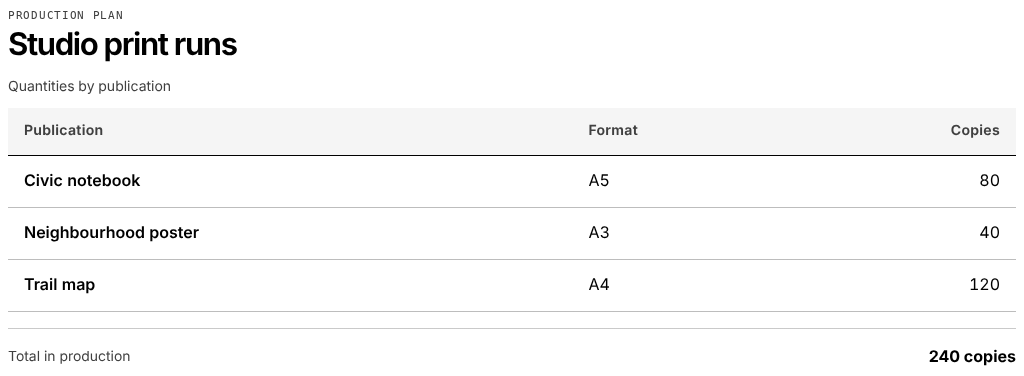 PRODUCTION PLAN
Studio print runs
Quantities by publication
Publication Format Copies
Civic notebook A5 80
Neighbourhood poster A3 40
Trail map A4 120
Total in production 240 copies